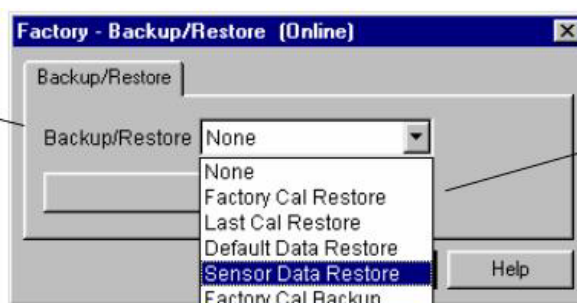 Factory - Backup/Restore (Online)
Backup/Restore
Backup/Restore None
None
Factory Cal Restore
Last Cal Restore
Default Data Restore
Sensor Data Restore
Help
Factory Cal Backup